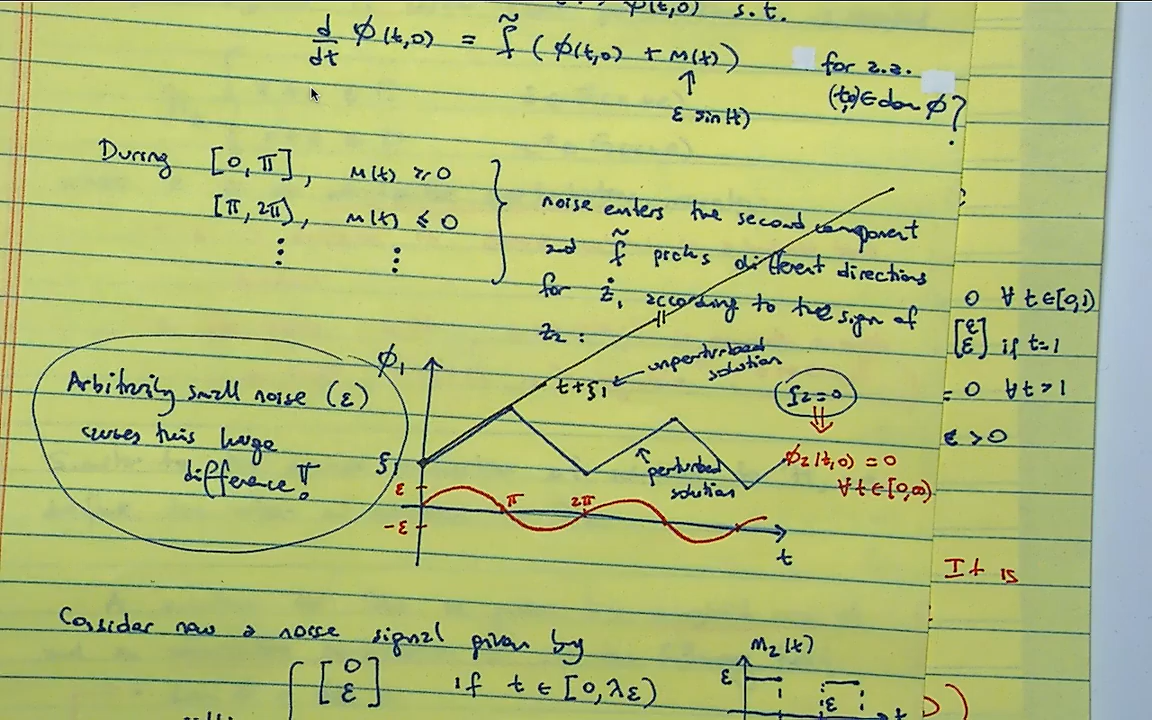 φ(t,0) s.t.
d/dt φ(t,0) = f̃ ( φ(t,0) + m(t) ) for a.a.
↑ (t,0) ∈ dom φ ?
ε sin(t)
During [0, π], m(t) ≥ 0
[π, 2π], m(t) ≤ 0
⋮ ⋮
noise enters the second component
and f̃ picks different directions
for ż₁ according to the sign of
z₂ :
0 ∀ t ∈ [0,1)
[ε ε] if t=1
= 0 ∀ t > 1
ε > 0
Arbitrarily small noise (ε)
causes this huge
difference!
φ₁
t + ξ₁ ← unperturbed
solution
ξ₂ = 0
⇓
φ₂(t,0) = 0
∀ t ∈ [0,∞)
perturbed
solution
ξ₁
ε
-ε
π
2π
t
It is
Consider now a noise signal given by
[0 ε] if t ∈ [0, λε)
m₂(t)
ε
ε
t